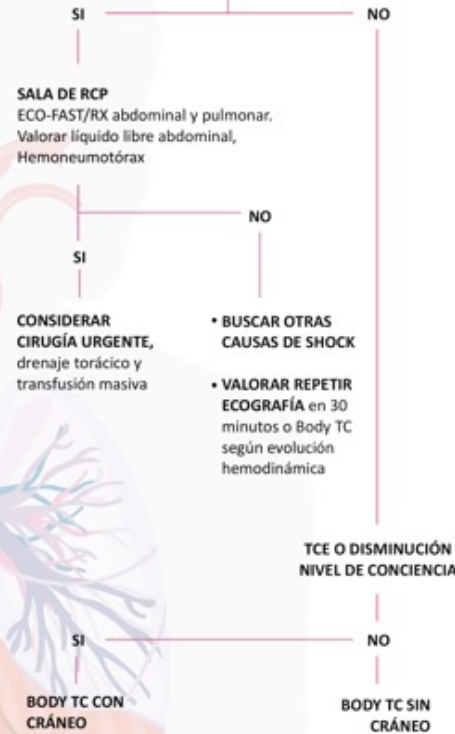 SI
NO
SALA DE RCP
ECO-FAST/RX abdominal y pulmonar.
Valorar líquido libre abdominal,
Hemoneumotórax
NO
SI
CONSIDERAR
CIRUGÍA URGENTE,
drenaje torácico y
transfusión masiva
• BUSCAR OTRAS
CAUSAS DE SHOCK
• VALORAR REPETIR
ECOGRAFÍA en 30
minutos o Body TC
según evolución
hemodinámica
TCE O DISMINUCIÓN
NIVEL DE CONCIENCIA
SI
NO
BODY TC CON
CRÁNEO
BODY TC SIN
CRÁNEO